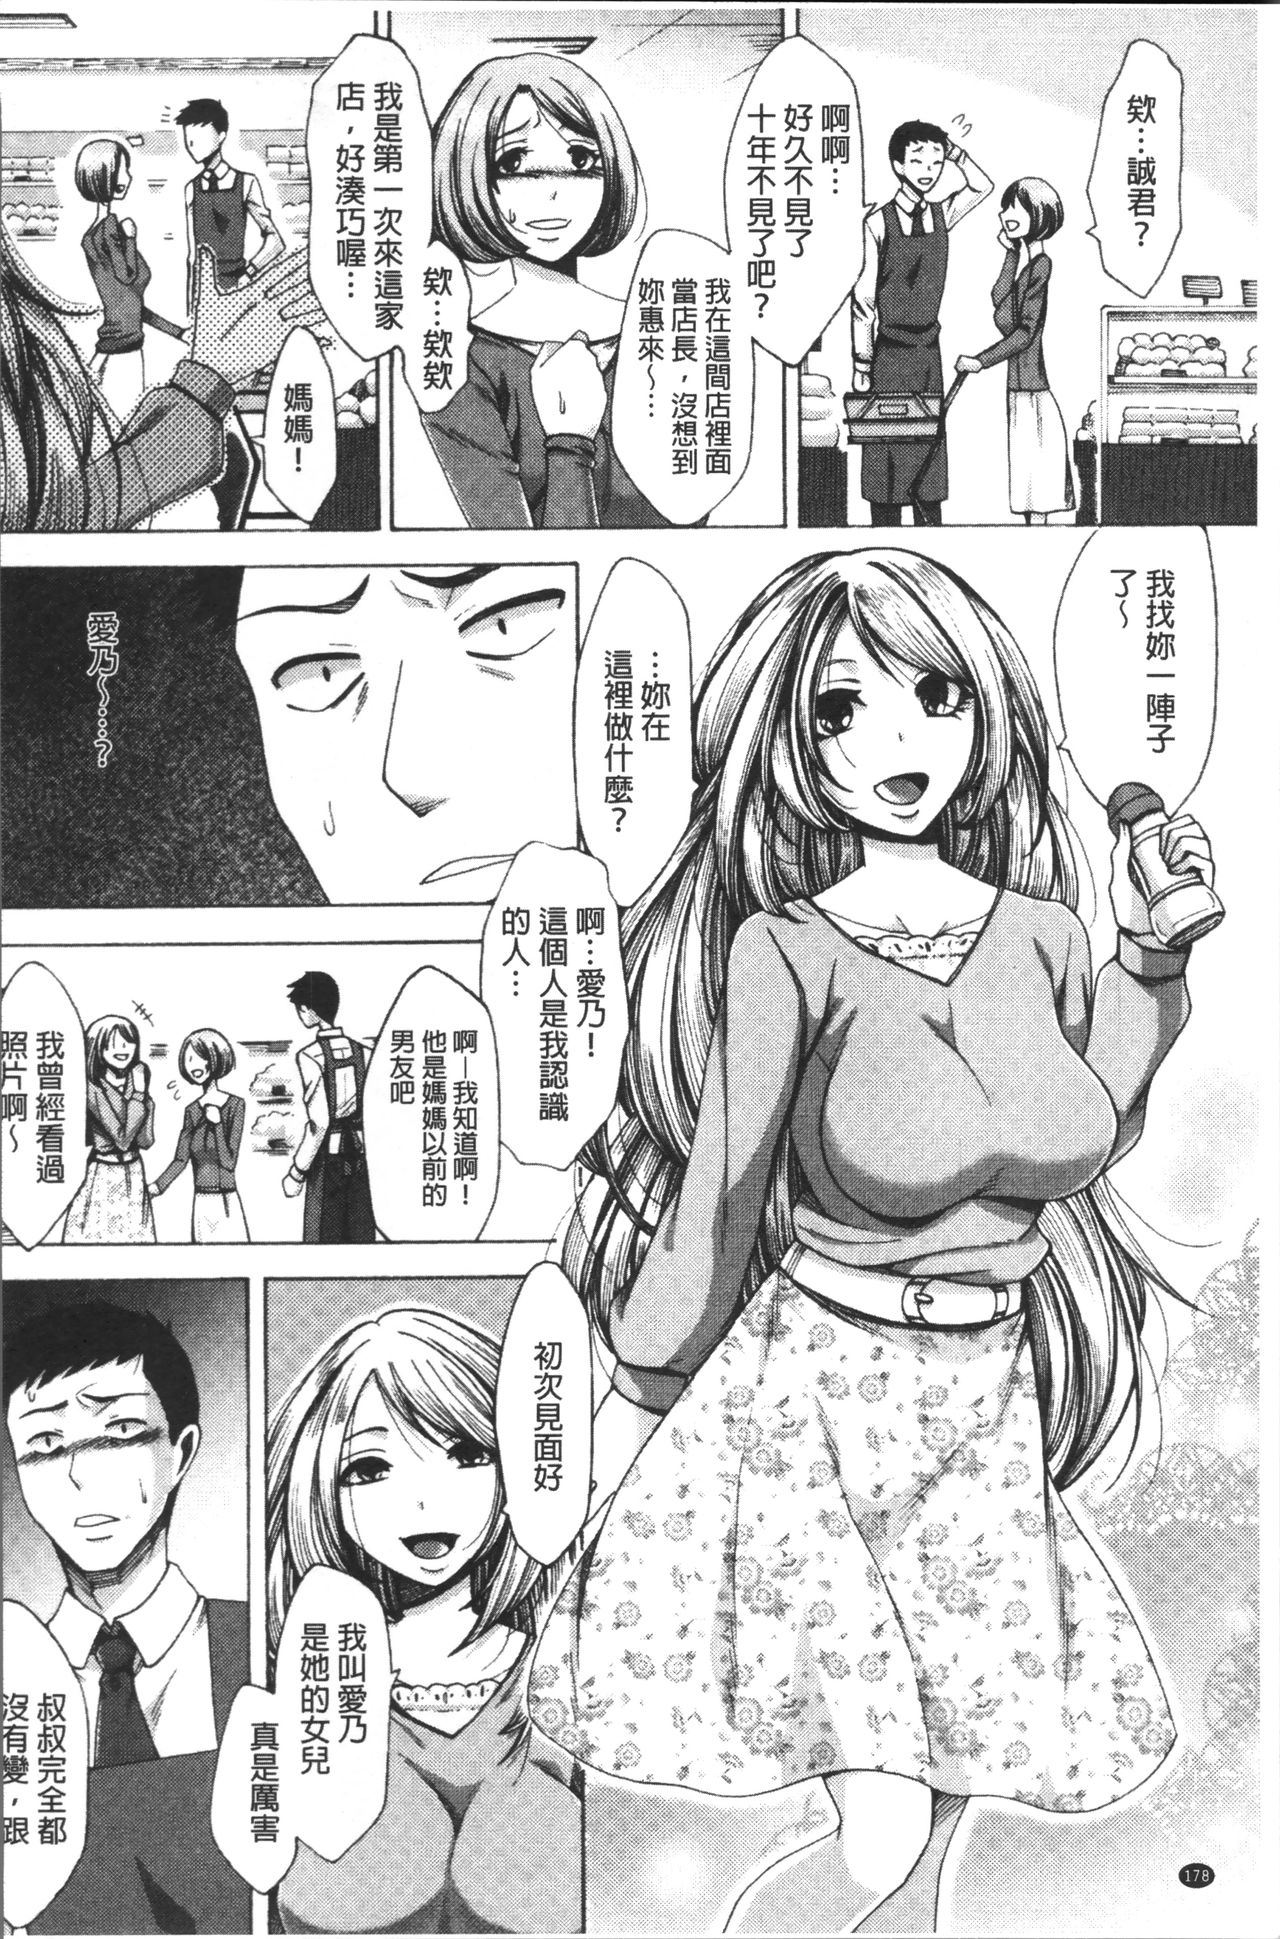 欸…誠君？
啊啊…
好久不見了
十年不見了吧？
我在這間店裡面
當店長，沒想到
妳惠來～…
欸…欸欸
我是第一次來這家
店，好湊巧喔…
媽媽！
我找妳一陣子
了～
…妳在
這裡做什麼？
愛乃～…？
啊…愛乃！
這個人是我認識
的人…
啊—我知道啊！
他是媽媽以前的
男友吧
我曾經看過
照片啊～
初次見面好
我叫愛乃
是她的女兒
真是厲害
叔叔完全都
沒有變，跟
178